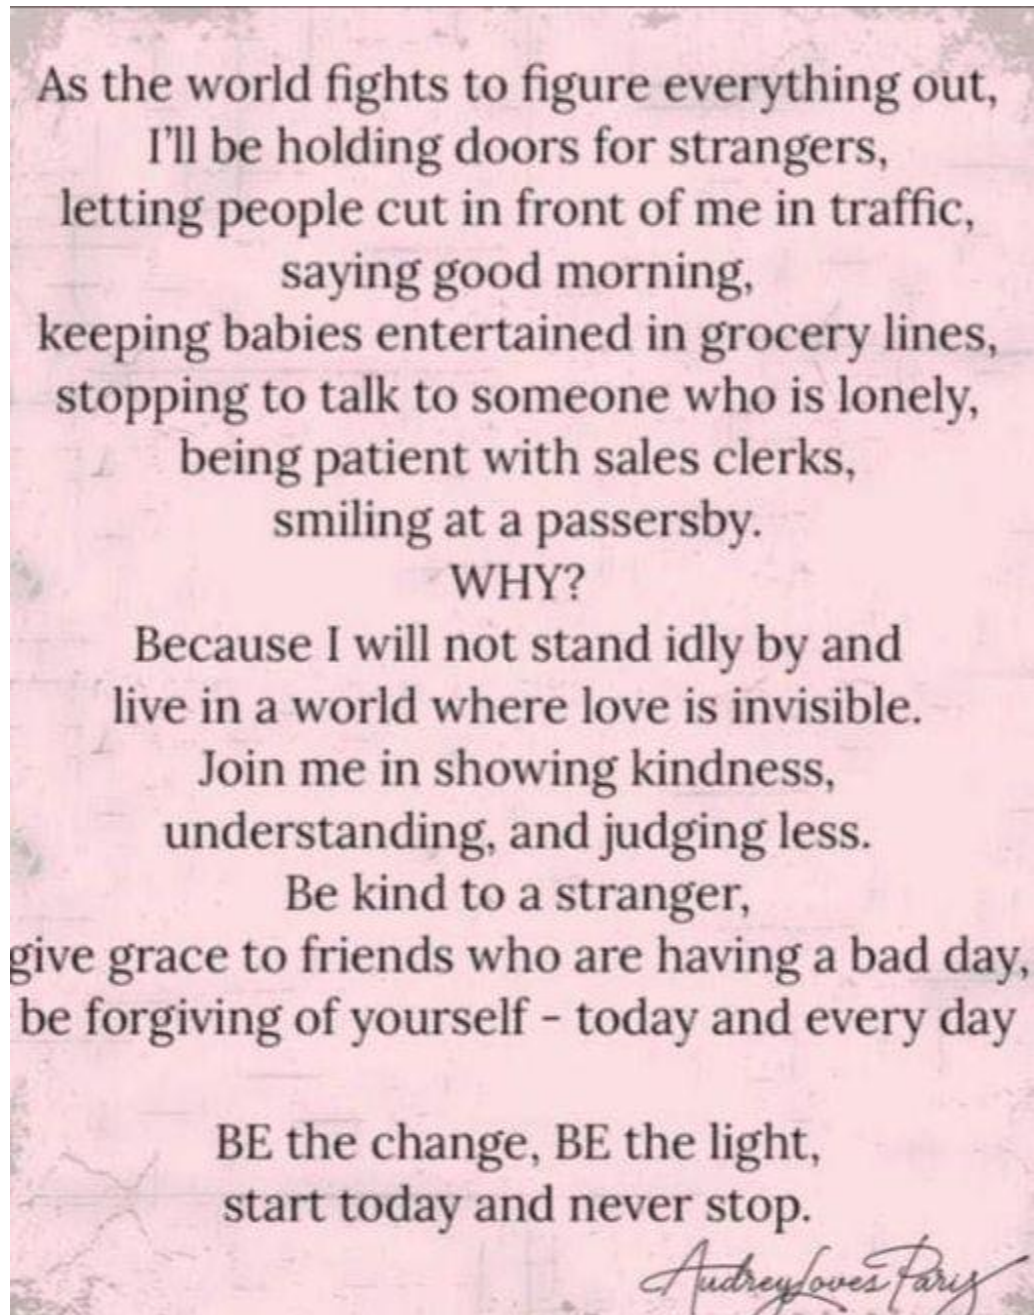 As the world fights to figure everything out,
I'll be holding doors for strangers,
letting people cut in front of me in traffic,
saying good morning,
keeping babies entertained in grocery lines,
stopping to talk to someone who is lonely,
being patient with sales clerks,
smiling at a passersby.
WHY?
Because I will not stand idly by and
live in a world where love is invisible.
Join me in showing kindness,
understanding, and judging less.
Be kind to a stranger,
give grace to friends who are having a bad day,
be forgiving of yourself - today and every day
BE the change, BE the light,
start today and never stop.
AudreyLovesParis